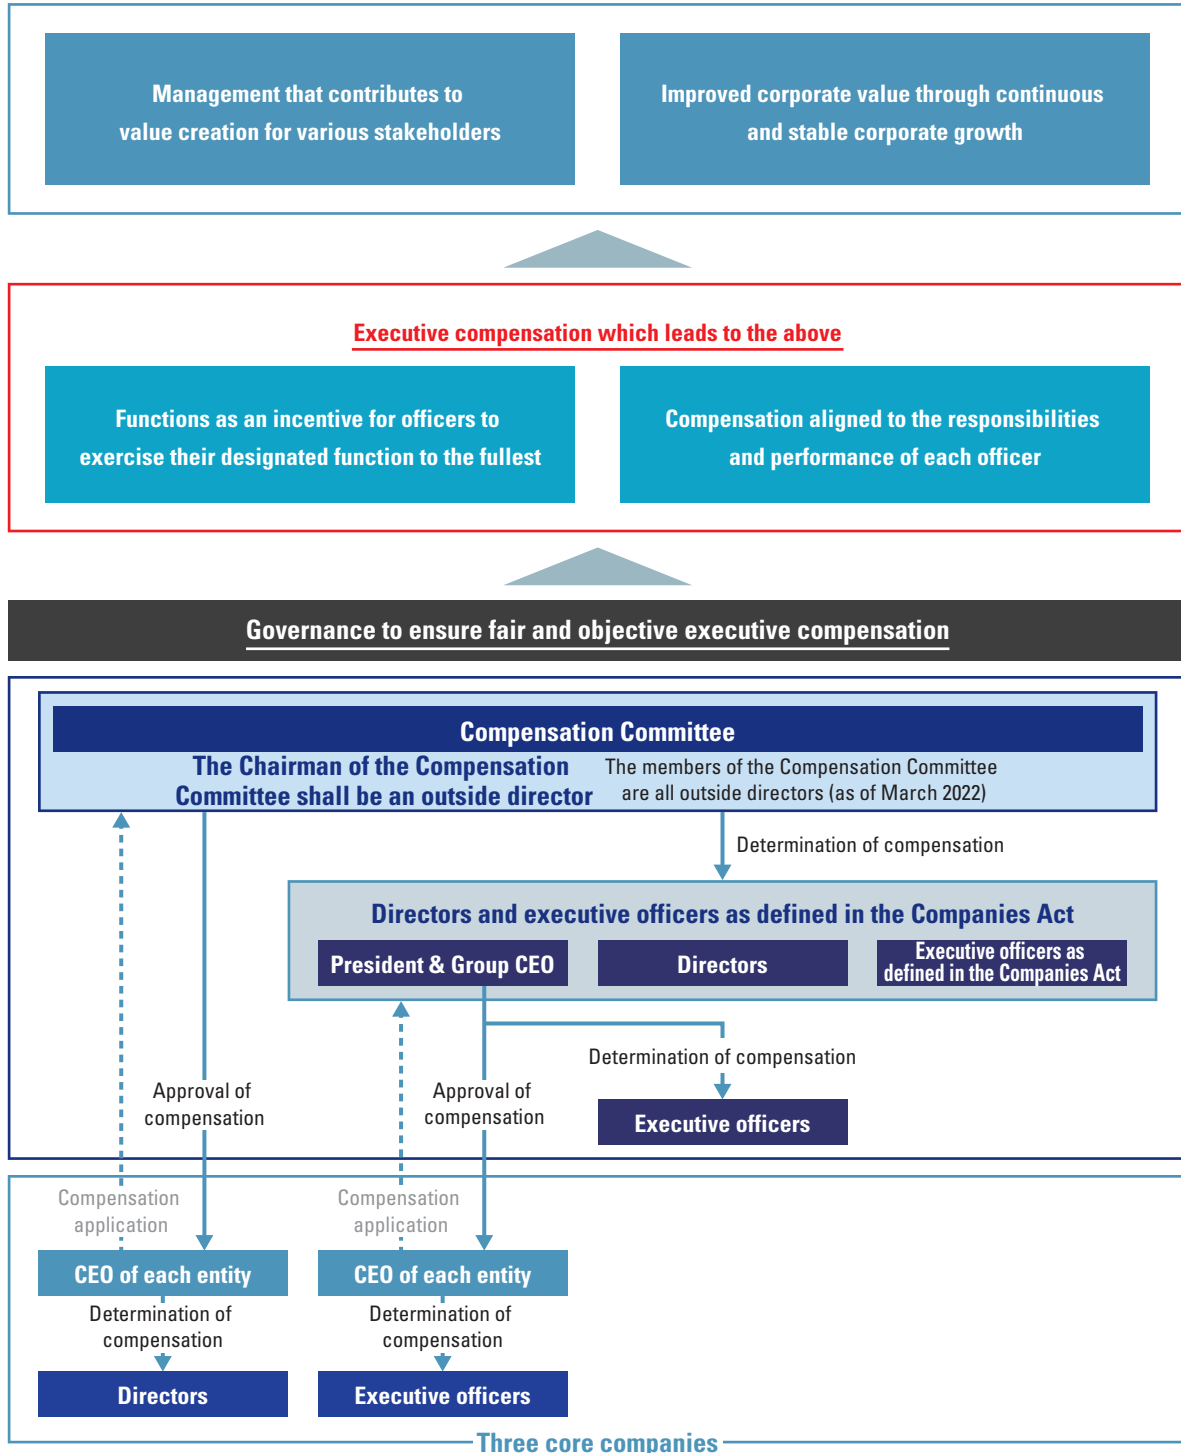 Management that contributes to
value creation for various stakeholders
Improved corporate value through continuous
and stable corporate growth
Executive compensation which leads to the above
Functions as an incentive for officers to
exercise their designated function to the fullest
Compensation aligned to the responsibilities
and performance of each officer
Governance to ensure fair and objective executive compensation
Compensation Committee
The Chairman of the Compensation
Committee shall be an outside director
The members of the Compensation Committee
are all outside directors (as of March 2022)
Determination of compensation
Directors and executive officers as defined in the Companies Act
President & Group CEO
Directors
Executive officers as
defined in the Companies Act
Determination of compensation
Approval of
compensation
Approval of
compensation
Executive officers
Compensation
application
Compensation
application
CEO of each entity
CEO of each entity
Determination of
compensation
Determination of
compensation
Directors
Executive officers
Three core companies